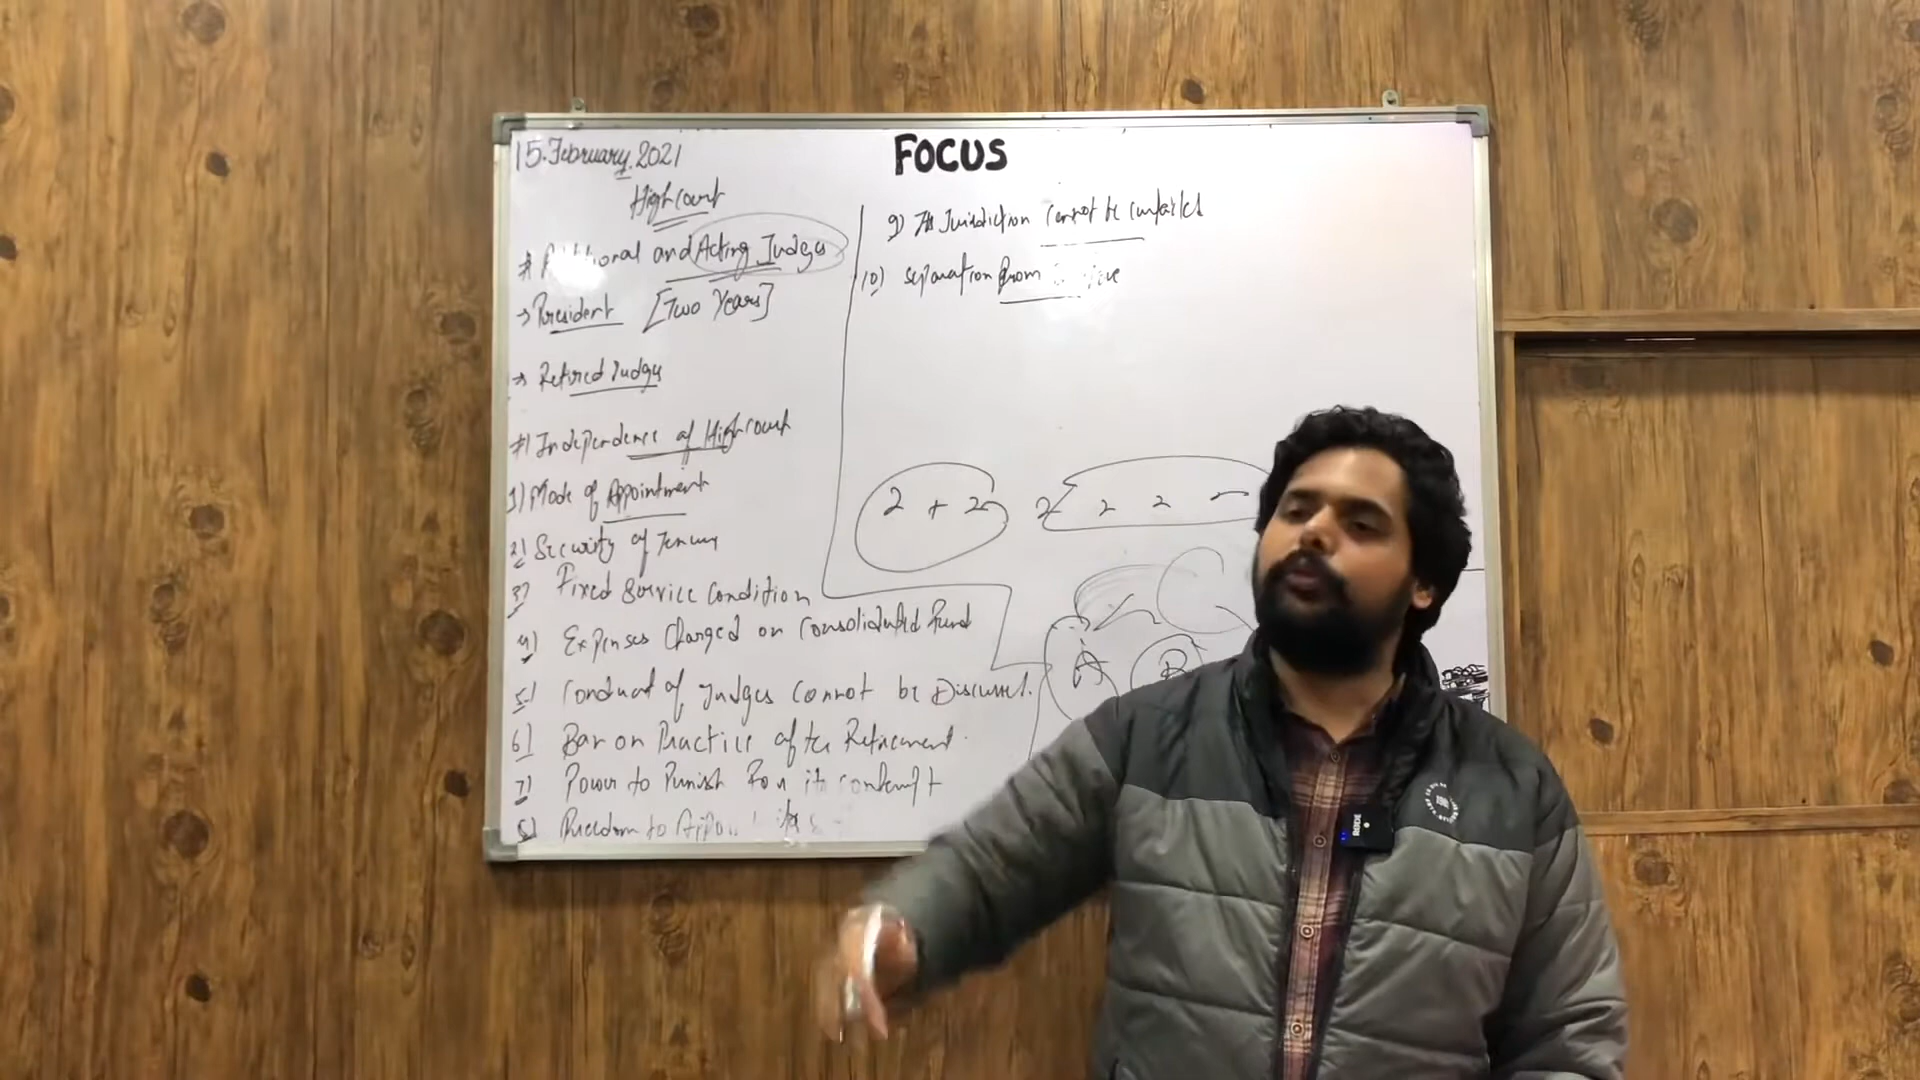 15. February 2021
FOCUS
High Court
# Additional and Acting Judges
→ President [Two Years]
→ Retired Judges
# Independence of High Court
1) Mode of Appointment
2) Security of Tenure
3) Fixed Service Condition
4) Expenses Charged on Consolidated Fund
5) Conduct of Judges Connot be Discussed.
6) Bar on Practice after Retirement.
7) Power to Punish For its contempt
8) Freedom to Appoint its
9) Its Jurisdiction Cannot be curtailed
10) separation from
2 + 2
2 2 2
A
B
RODE